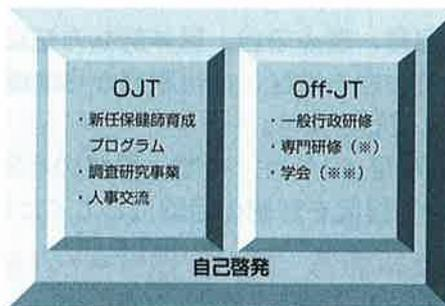 OJT
・新任保健師育成
プログラム
・調査研究事業
・人事交流
Off-JT
・一般行政研修
・専門研修（※）
・学会（※※）
自己啓発